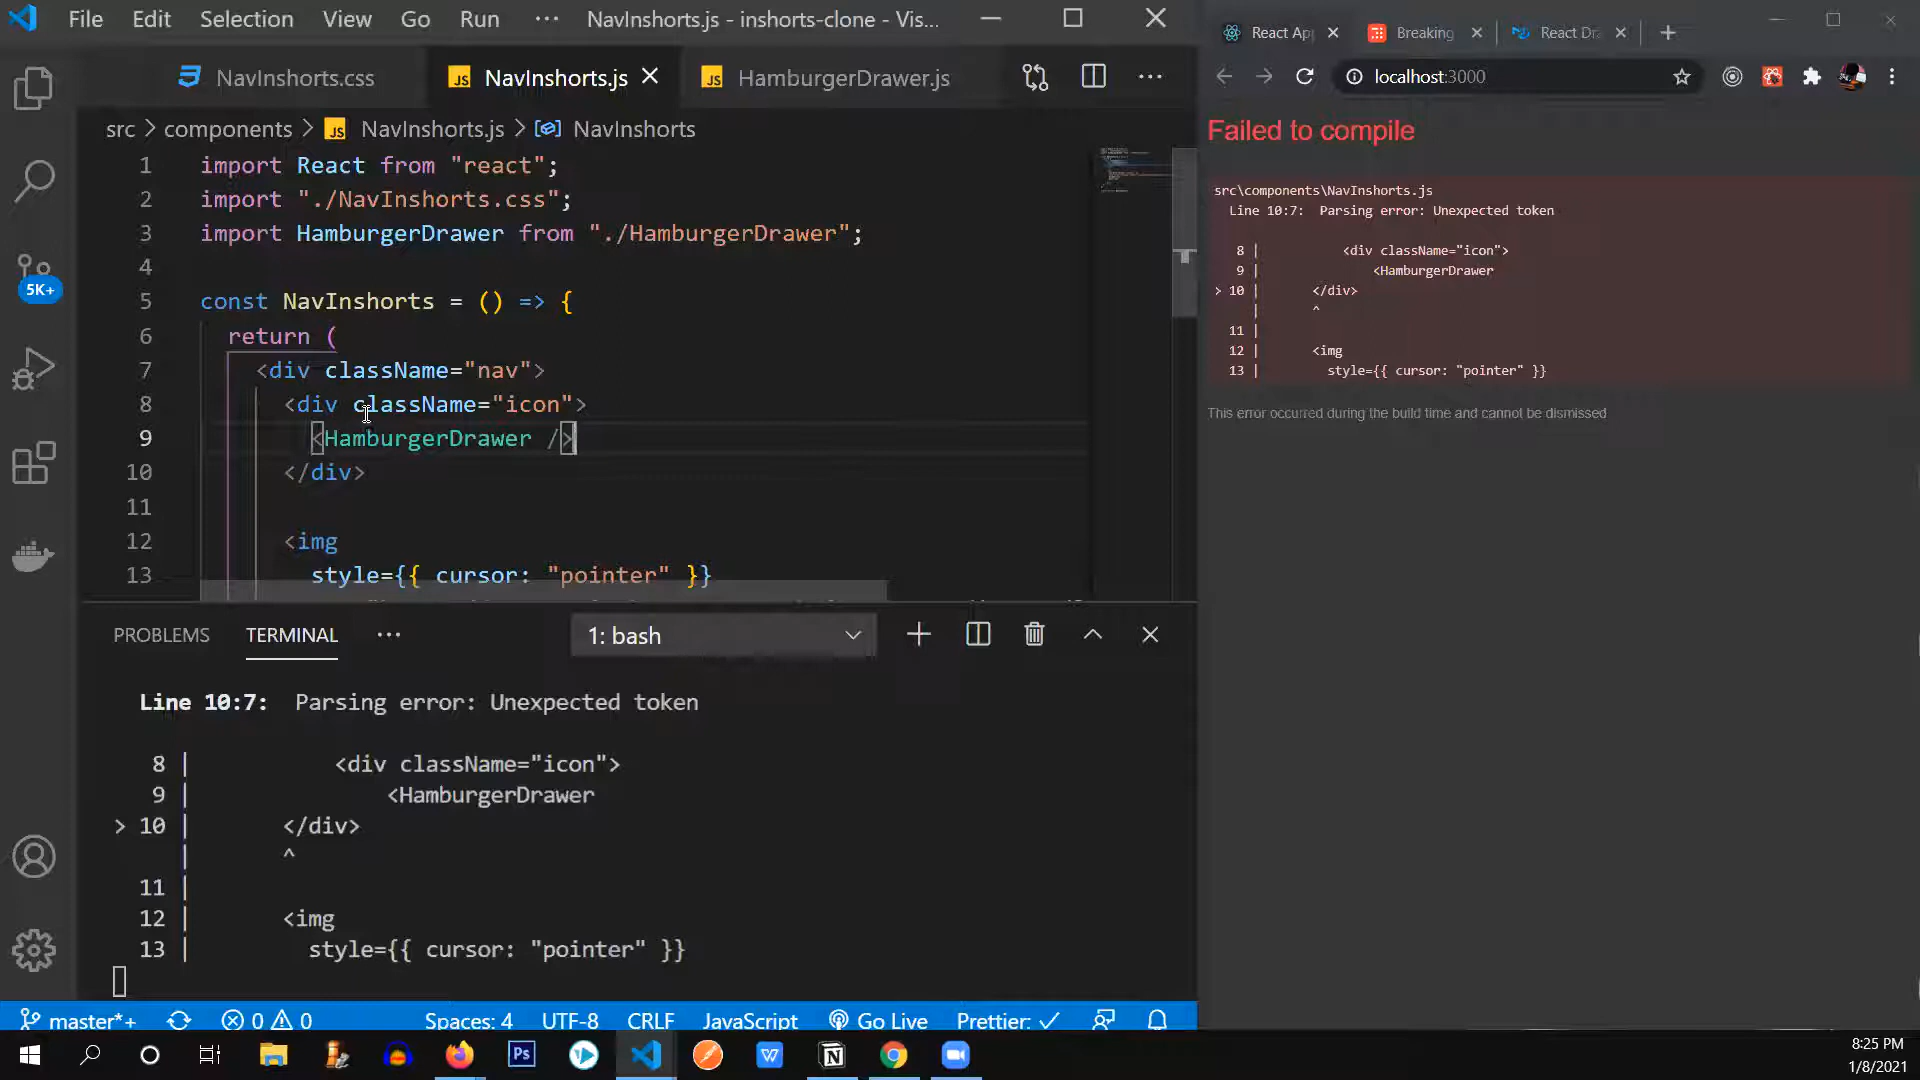 File Edit Selection View Go Run ··· NavInshorts.js - inshorts-clone - Vis...
NavInshorts.css NavInshorts.js HamburgerDrawer.js
src > components > JS NavInshorts.js > NavInshorts
1 import React from "react";
2 import "./NavInshorts.css";
3 import HamburgerDrawer from "./HamburgerDrawer";
4
5 const NavInshorts = () => {
6 return (
7 <div className="nav">
8 <div className="icon">
9 <HamburgerDrawer />
10 </div>
11
12 <img
13 style={{ cursor: "pointer" }}
5K+
PROBLEMS TERMINAL ··· 1: bash
Line 10:7: Parsing error: Unexpected token
8 | <div className="icon">
9 | <HamburgerDrawer
> 10 | </div>
| ^
11 |
12 | <img
13 | style={{ cursor: "pointer" }}
master*+ 0 0 Spaces: 4 UTF-8 CRLF JavaScript Go Live Prettier: ✓
React Ap Breaking React Dra
localhost:3000
Failed to compile
src\components\NavInshorts.js
Line 10:7: Parsing error: Unexpected token
8 | <div className="icon">
9 | <HamburgerDrawer
> 10 | </div>
| ^
11 |
12 | <img
13 | style={{ cursor: "pointer" }}
This error occurred during the build time and cannot be dismissed
Ps
8:25 PM
1/8/2021